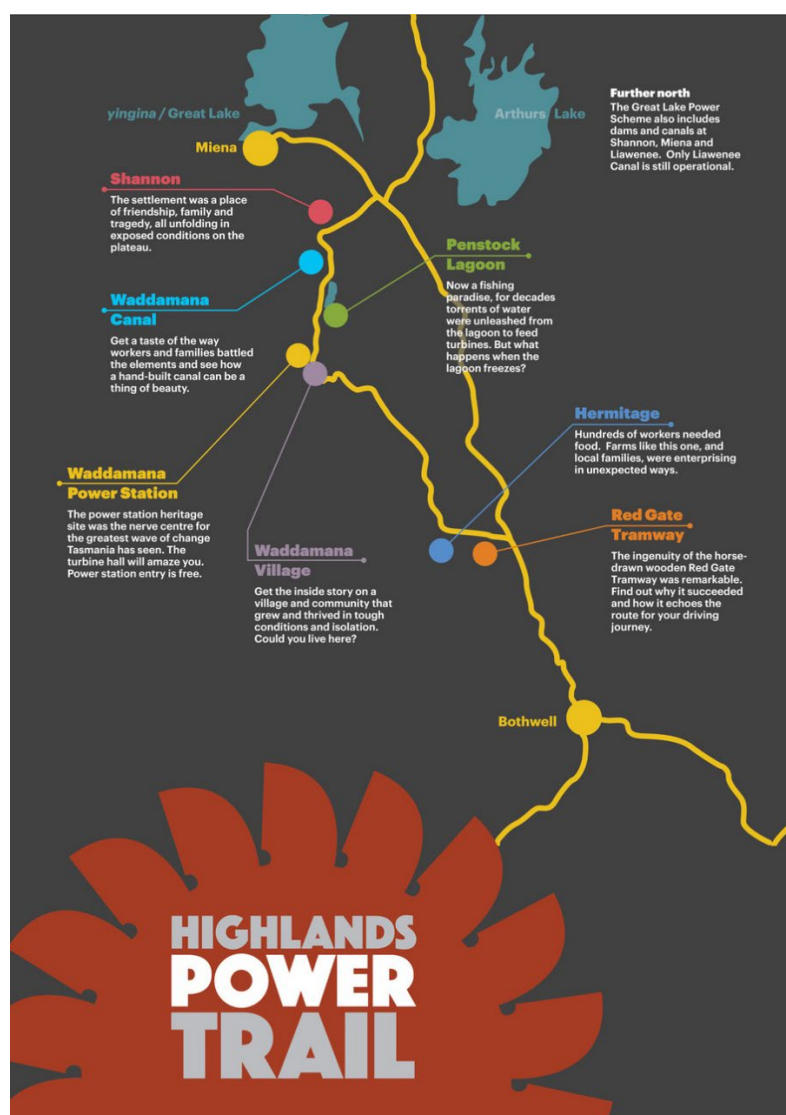 yingina / Great Lake
Arthurs Lake
Further north
The Great Lake Power
Scheme also includes
dams and canals at
Shannon, Miena and
Liawenee. Only Liawenee
Canal is still operational.
Miena
Shannon
The settlement was a place
of friendship, family and
tragedy, all unfolding in
exposed conditions on the
plateau.
Penstock
Lagoon
Now a fishing
paradise, for decades
torrents of water
were unleashed from
the lagoon to feed
turbines. But what
happens when the
lagoon freezes?
Waddamana
Canal
Get a taste of the way
workers and families battled
the elements and see how
a hand-built canal can be a
thing of beauty.
Hermitage
Hundreds of workers needed
food. Farms like this one, and
local families, were enterprising
in unexpected ways.
Waddamana
Power Station
The power station heritage
site was the nerve centre for
the greatest wave of change
Tasmania has seen. The
turbine hall will amaze you.
Power station entry is free.
Waddamana
Village
Get the inside story on a
village and community that
grew and thrived in tough
conditions and isolation.
Could you live here?
Red Gate
Tramway
The ingenuity of the horse-
drawn wooden Red Gate
Tramway was remarkable.
Find out why it succeeded
and how it echoes the
route for your driving
journey.
Bothwell
HIGHLANDS
POWER
TRAIL